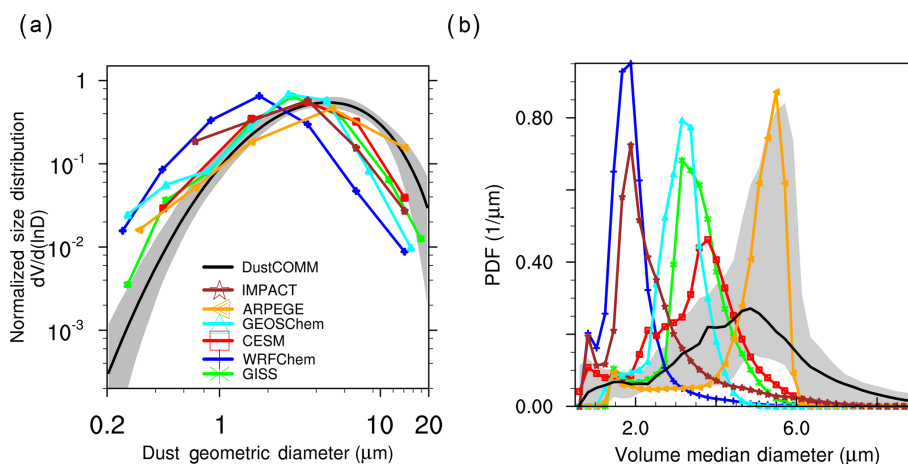 (a)
Normalized size distribution
dV/d(lnD)
1
10-1
10-2
10-3
DustCOMM
IMPACT
ARPEGE
GEOSChem
CESM
WRFChem
GISS
0.2
1
10
20
Dust geometric diameter (μm)
(b)
PDF (1/μm)
0.80
0.40
0.00
2.0
6.0
Volume median diameter (μm)